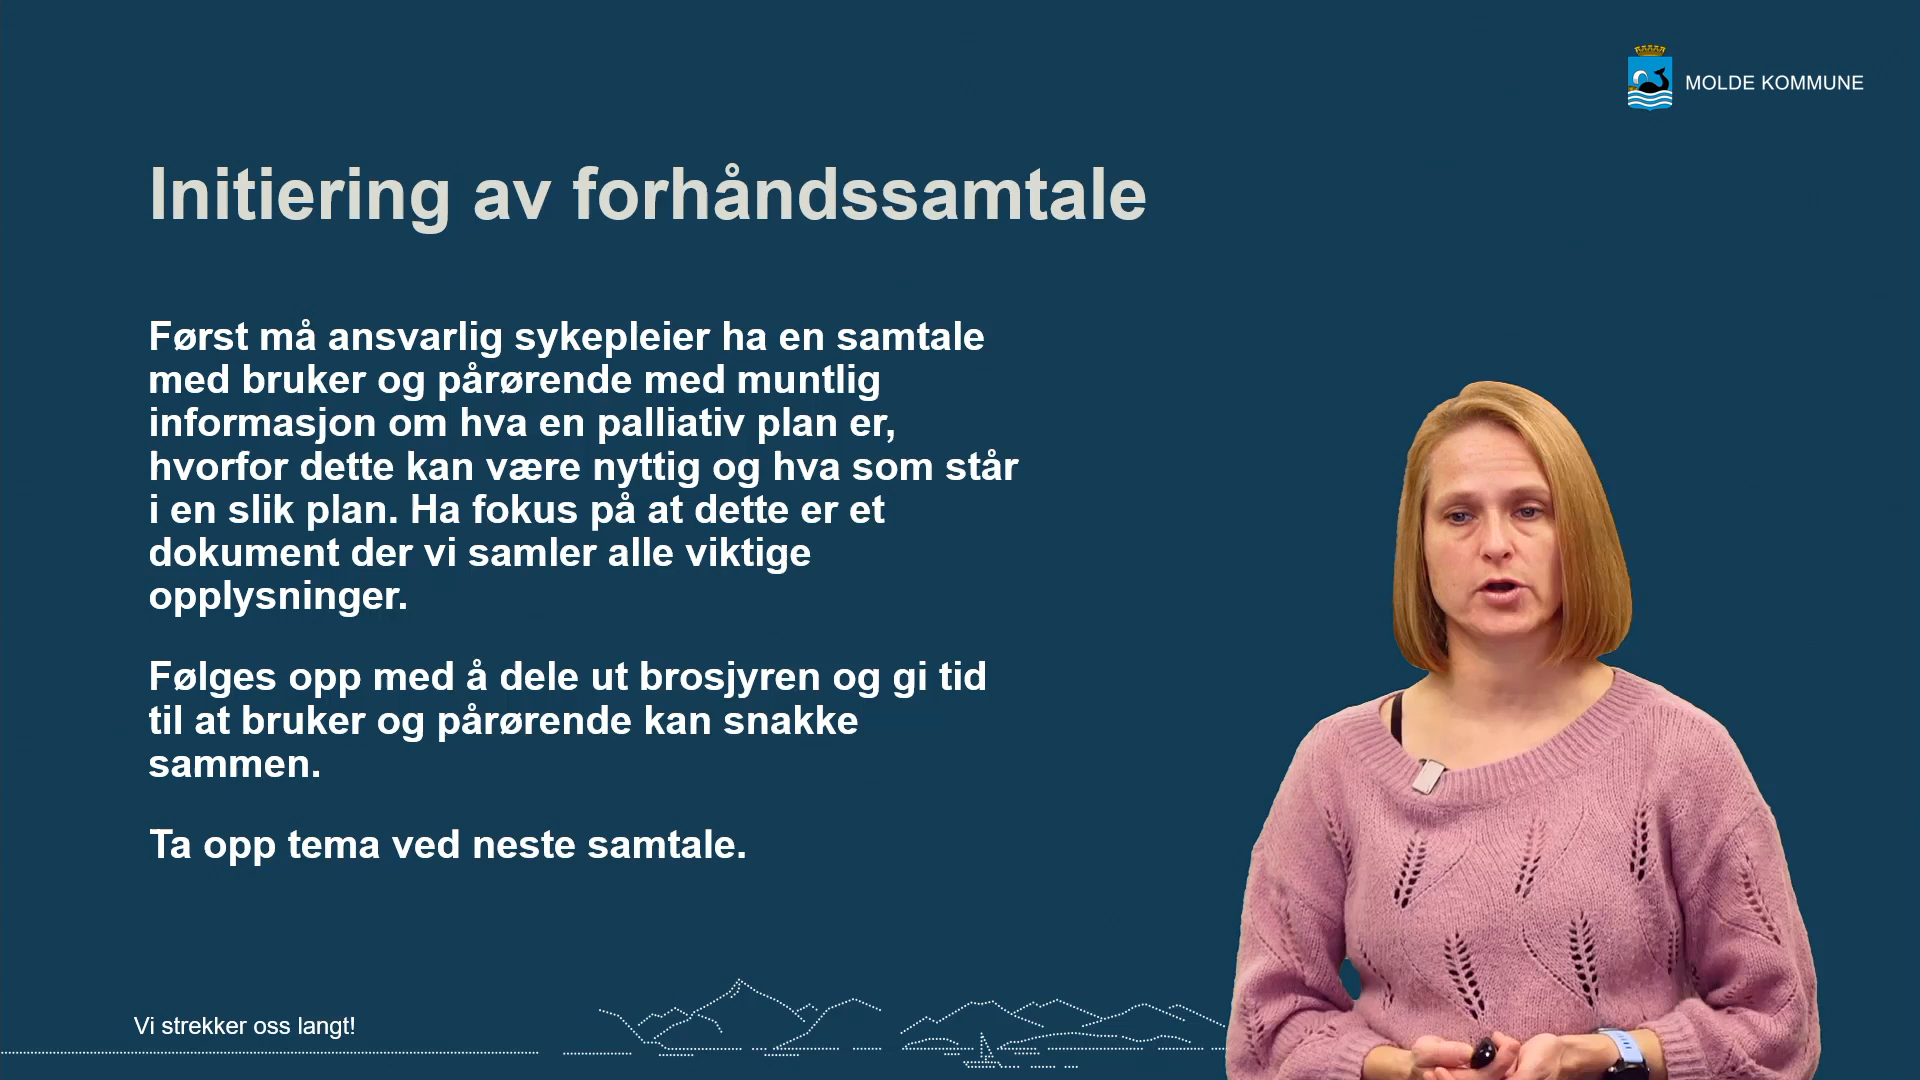 MOLDE KOMMUNE
Initiering av forhåndssamtale
Først må ansvarlig sykepleier ha en samtale
med bruker og pårørende med muntlig
informasjon om hva en palliativ plan er,
hvorfor dette kan være nyttig og hva som står
i en slik plan. Ha fokus på at dette er et
dokument der vi samler alle viktige
opplysninger.
Følges opp med å dele ut brosjyren og gi tid
til at bruker og pårørende kan snakke
sammen.
Ta opp tema ved neste samtale.
Vi strekker oss langt!